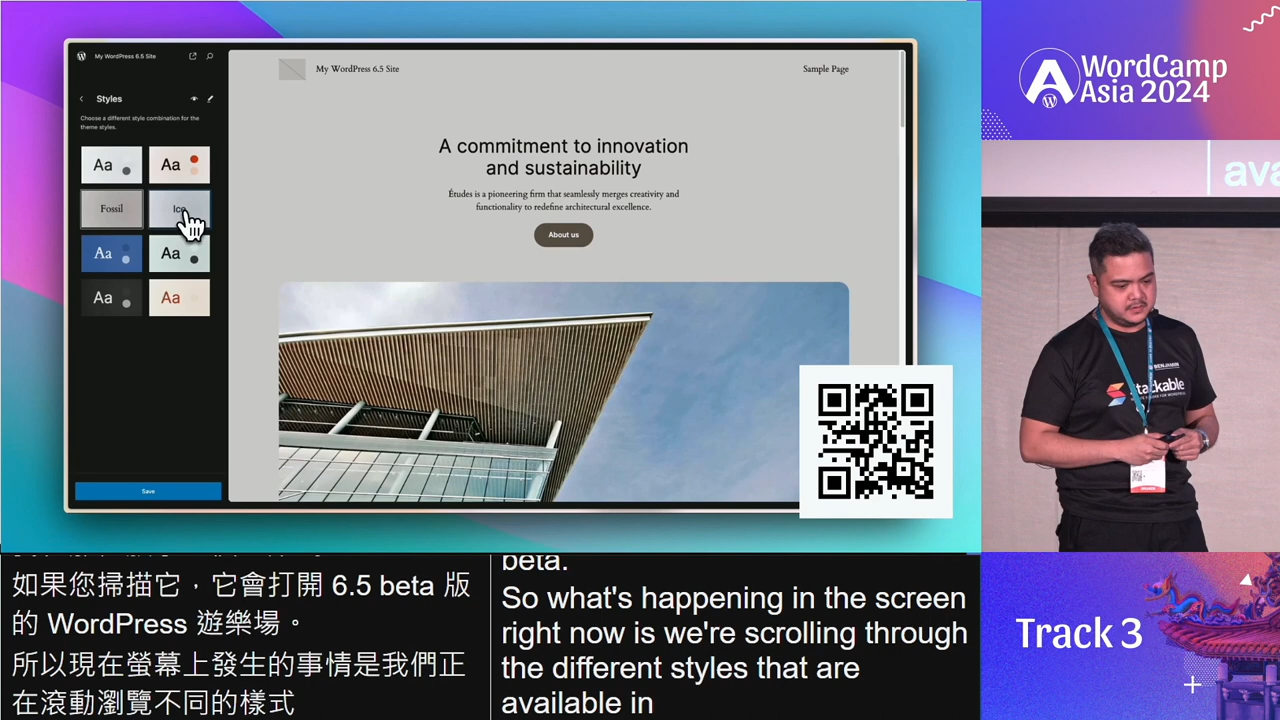 My WordPress 6.5 Site
Styles
Choose a different style combination for the
theme styles.
Aa
Aa
Fossil
Ice
Aa
Aa
Aa
Aa
Save
My WordPress 6.5 Site
Sample Page
A commitment to innovation
and sustainability
Études is a pioneering firm that seamlessly merges creativity and
functionality to redefine architectural excellence.
About us
WordCamp
Asia 2024
ava
BENJAMIN
Stackable
Track 3
如果您掃描它，它會打開 6.5 beta 版
的 WordPress 遊樂場。
所以現在螢幕上發生的事情是我們正
在滾動瀏覽不同的樣式
beta.
So what's happening in the screen
right now is we're scrolling through
the different styles that are
available in